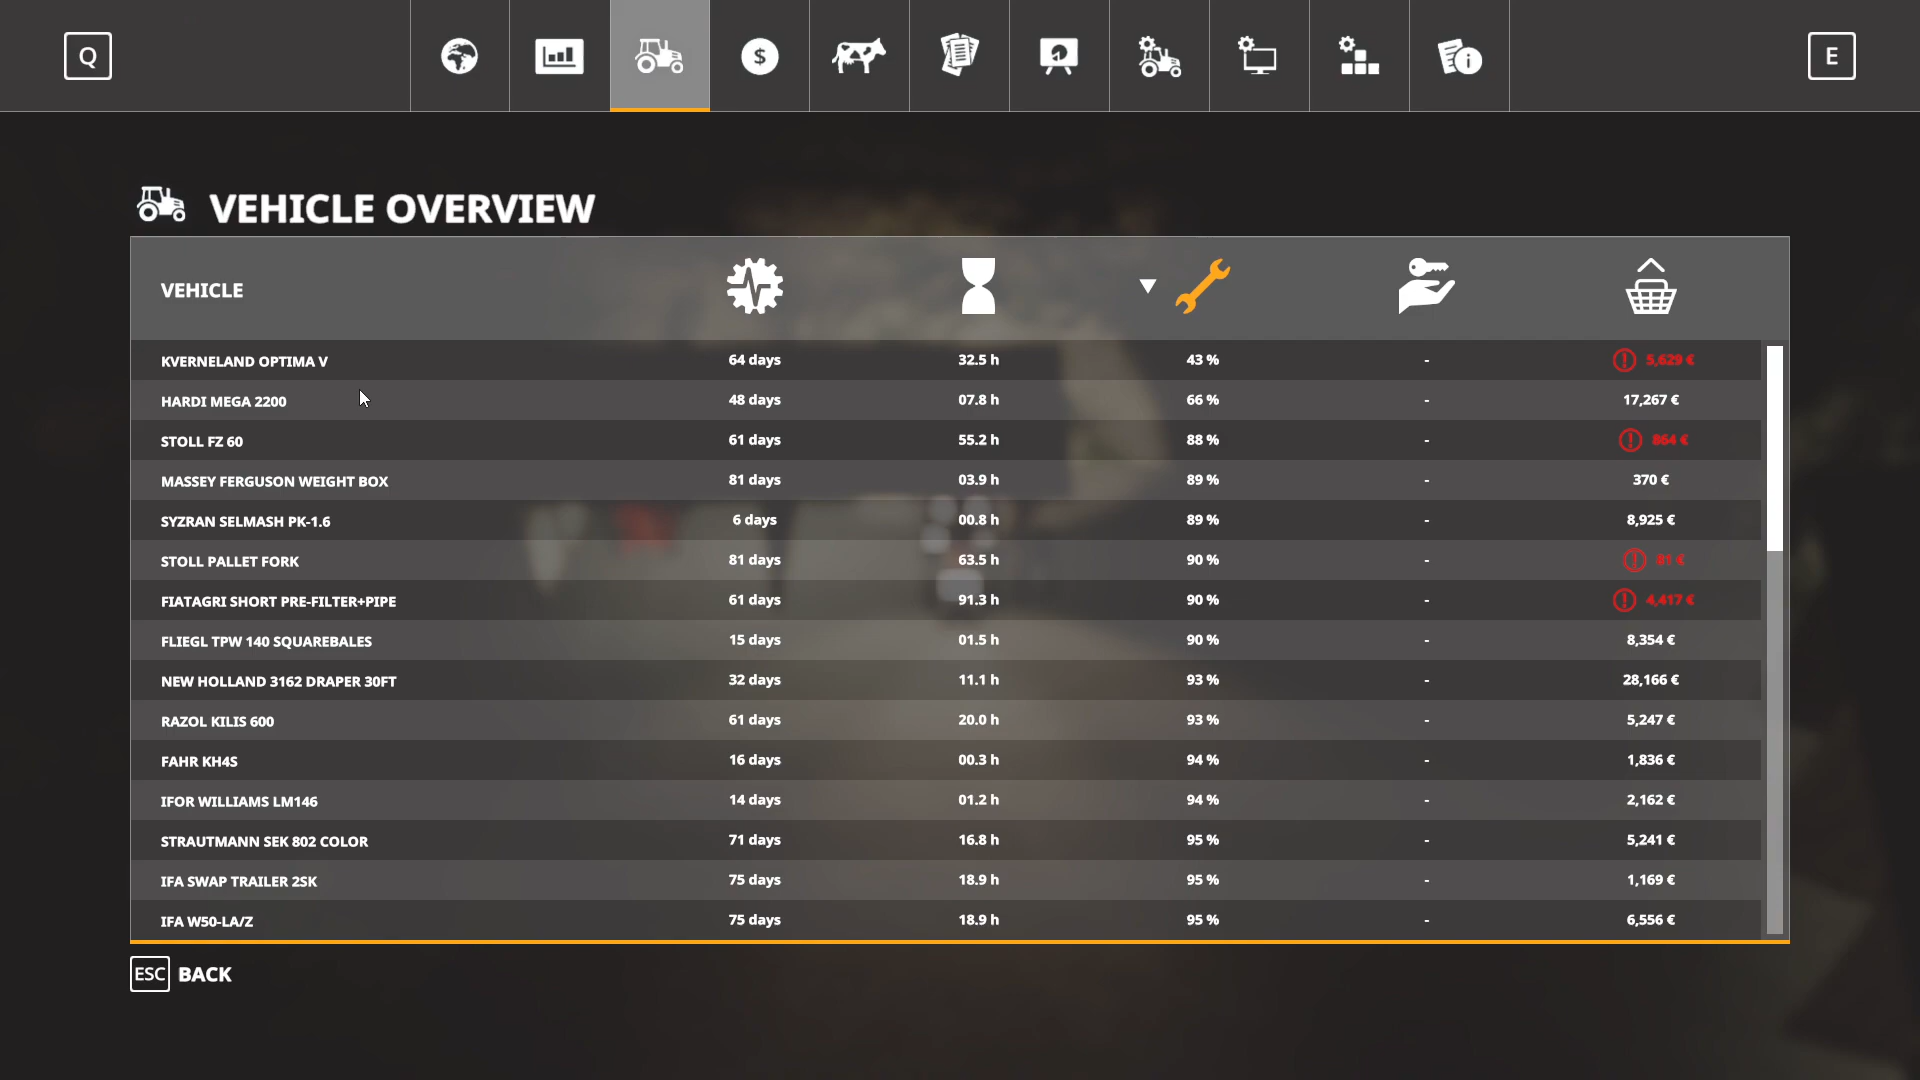 Q
$
E
VEHICLE OVERVIEW
VEHICLE
KVERNELAND OPTIMA V 64 days 32.5 h 43 % - 5,629 €
HARDI MEGA 2200 48 days 07.8 h 66 % - 17,267 €
STOLL FZ 60 61 days 55.2 h 88 % - 864 €
MASSEY FERGUSON WEIGHT BOX 81 days 03.9 h 89 % - 370 €
SYZRAN SELMASH PK-1.6 6 days 00.8 h 89 % - 8,925 €
STOLL PALLET FORK 81 days 63.5 h 90 % - 81 €
FIATAGRI SHORT PRE-FILTER+PIPE 61 days 91.3 h 90 % - 4,417 €
FLIEGL TPW 140 SQUAREBALES 15 days 01.5 h 90 % - 8,354 €
NEW HOLLAND 3162 DRAPER 30FT 32 days 11.1 h 93 % - 28,166 €
RAZOL KILIS 600 61 days 20.0 h 93 % - 5,247 €
FAHR KH4S 16 days 00.3 h 94 % - 1,836 €
IFOR WILLIAMS LM146 14 days 01.2 h 94 % - 2,162 €
STRAUTMANN SEK 802 COLOR 71 days 16.8 h 95 % - 5,241 €
IFA SWAP TRAILER 2SK 75 days 18.9 h 95 % - 1,169 €
IFA W50-LA/Z 75 days 18.9 h 95 % - 6,556 €
ESC BACK